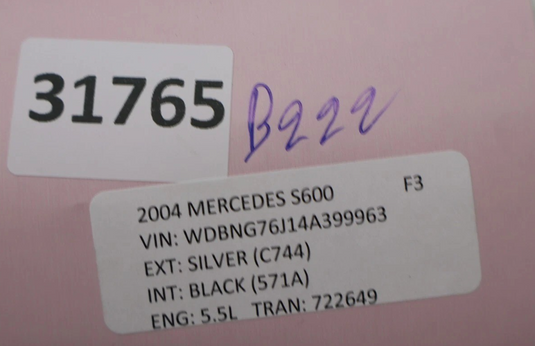 31765
B222
2004 MERCEDES S600 F3
VIN: WDBNG76J14A399963
EXT: SILVER (C744)
INT: BLACK (571A)
ENG: 5.5L TRAN: 722649